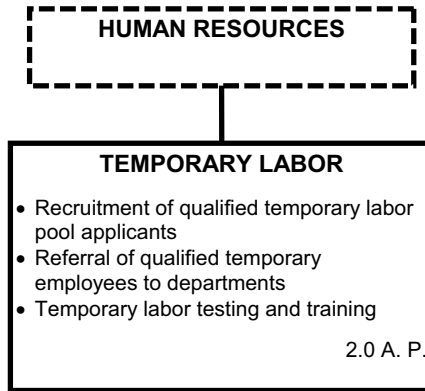 HUMAN RESOURCES
TEMPORARY LABOR
• Recruitment of qualified temporary labor
pool applicants
• Referral of qualified temporary
employees to departments
• Temporary labor testing and training
2.0 A. P.